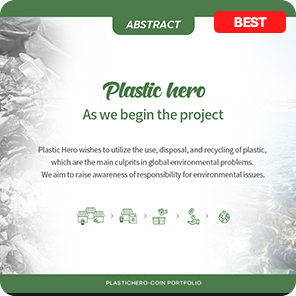 ABSTRACT
BEST
Plastic hero
As we begin the project
Plastic Hero wishes to utilize the use, disposal, and recycling of plastic,
which are the main culprits in global environmental problems.
We aim to raise awareness of responsibility for environmental issues.
PLASTICHERO-COIN PORTFOLIO